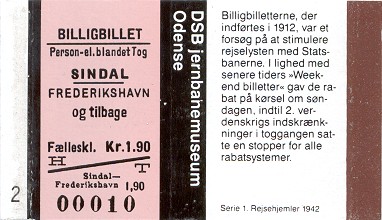 BILLIGBILLET
Person-el. blandet Tog
SINDAL
FREDERIKSHAVN
og tilbage
Fælleskl. Kr. 1.90
H T
Sindal—
Frederikshavn 1,90
00010
2
DSB jernbanemuseum
Odense
Billigbilletterne, der
indførtes i 1912, var et
forsøg på at stimulere
rejselysten med Stats-
banerne. I lighed med
senere tiders »Week-
end billetter« gav de ra-
bat på kørsel om søn-
dagen, indtil 2. ver-
denskrigs indskrænk-
ninger i toggangen sat-
te en stopper for alle
rabatsystemer.
Serie 1. Rejsehjemler 1942